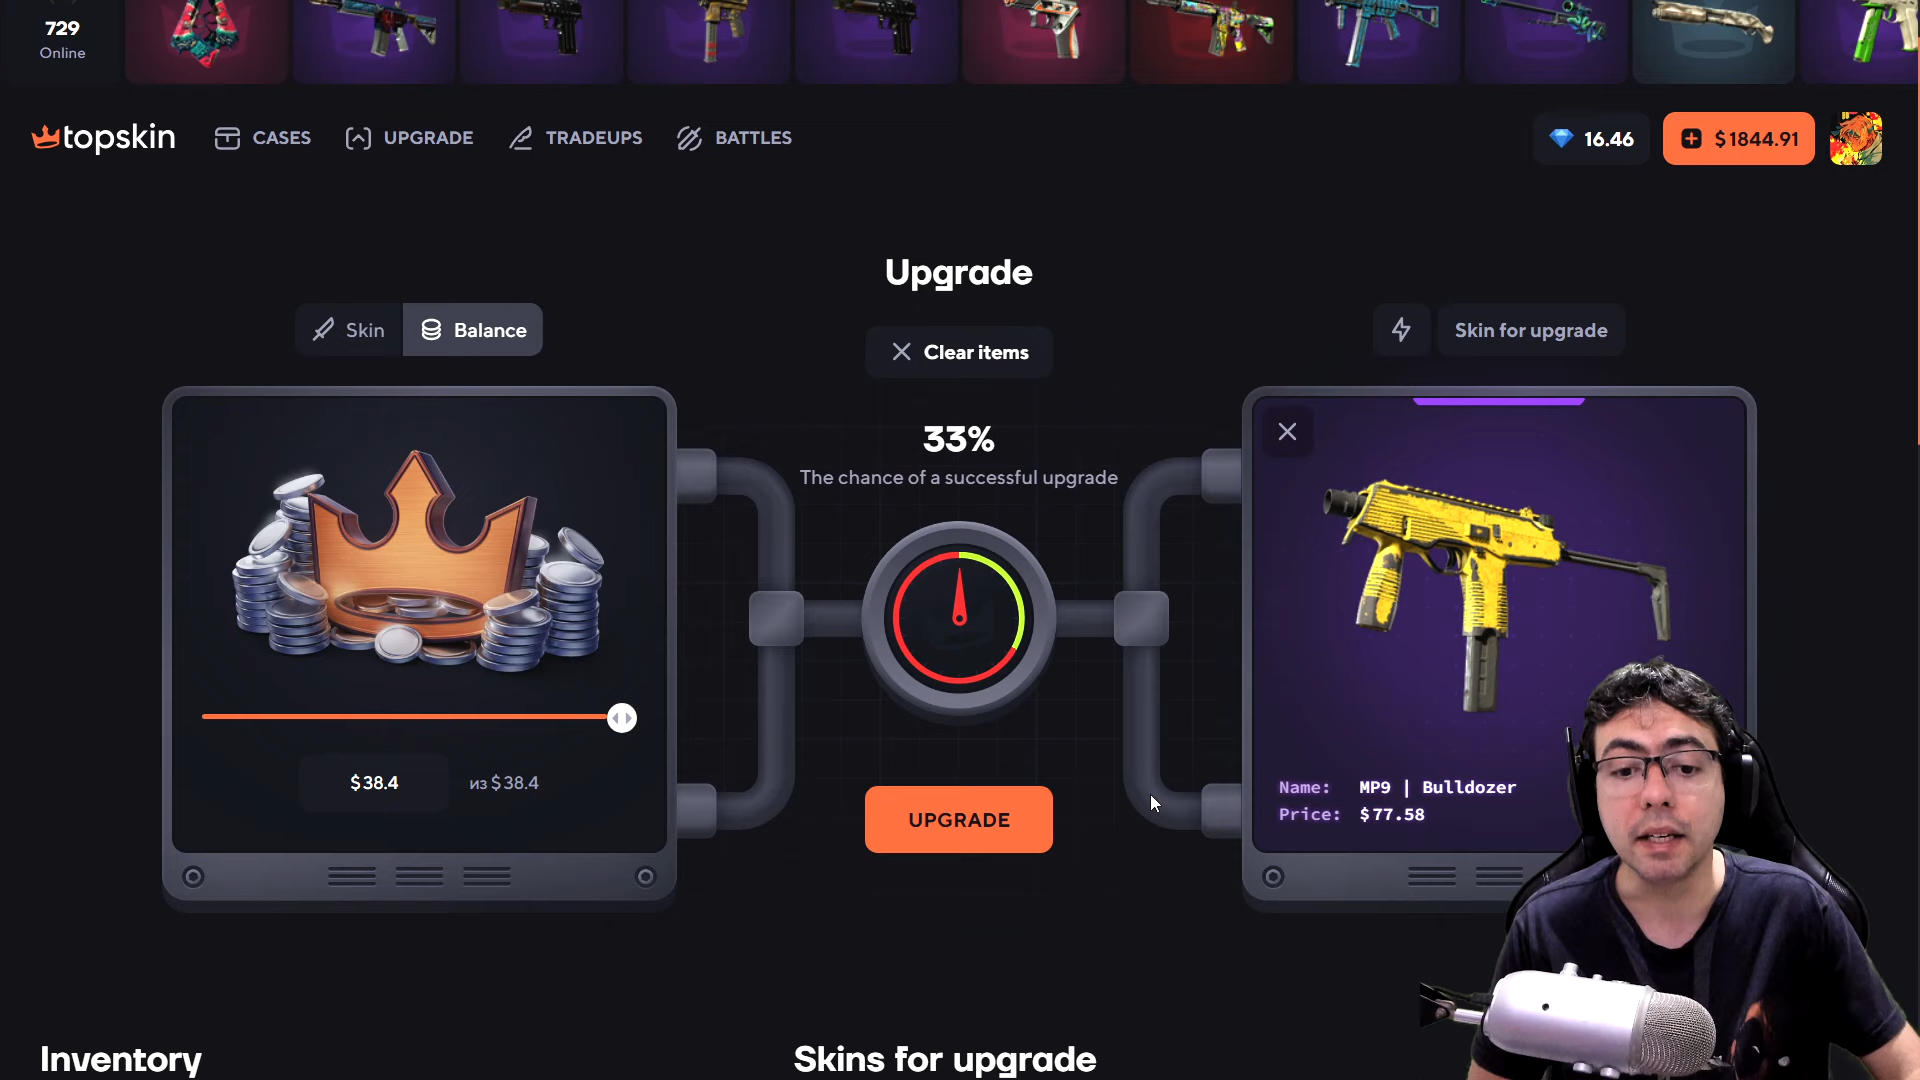 729
Online
topskin
CASES
UPGRADE
TRADEUPS
BATTLES
16.46
$1844.91
Upgrade
Skin
Balance
Clear items
Skin for upgrade
33%
The chance of a successful upgrade
$38.4
из $38.4
UPGRADE
Name: MP9 | Bulldozer
Price: $77.58
Inventory
Skins for upgrade